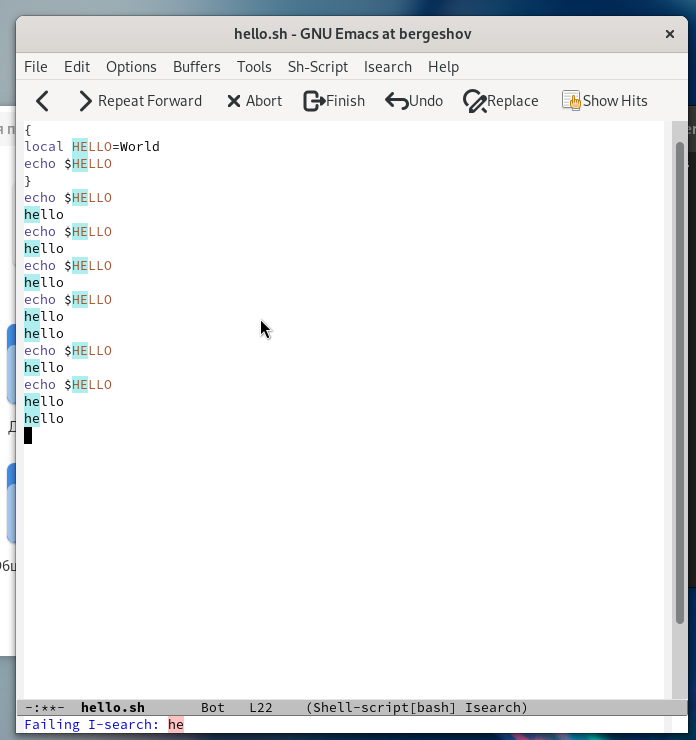 hello.sh - GNU Emacs at bergeshov
File Edit Options Buffers Tools Sh-Script Isearch Help
Repeat Forward Abort Finish Undo Replace Show Hits
{
local HELLO=World
echo $HELLO
}
echo $HELLO
hello
echo $HELLO
hello
echo $HELLO
hello
echo $HELLO
hello
hello
echo $HELLO
hello
echo $HELLO
hello
hello
-:**- hello.sh Bot L22 (Shell-script[bash] Isearch)
Failing I-search: he